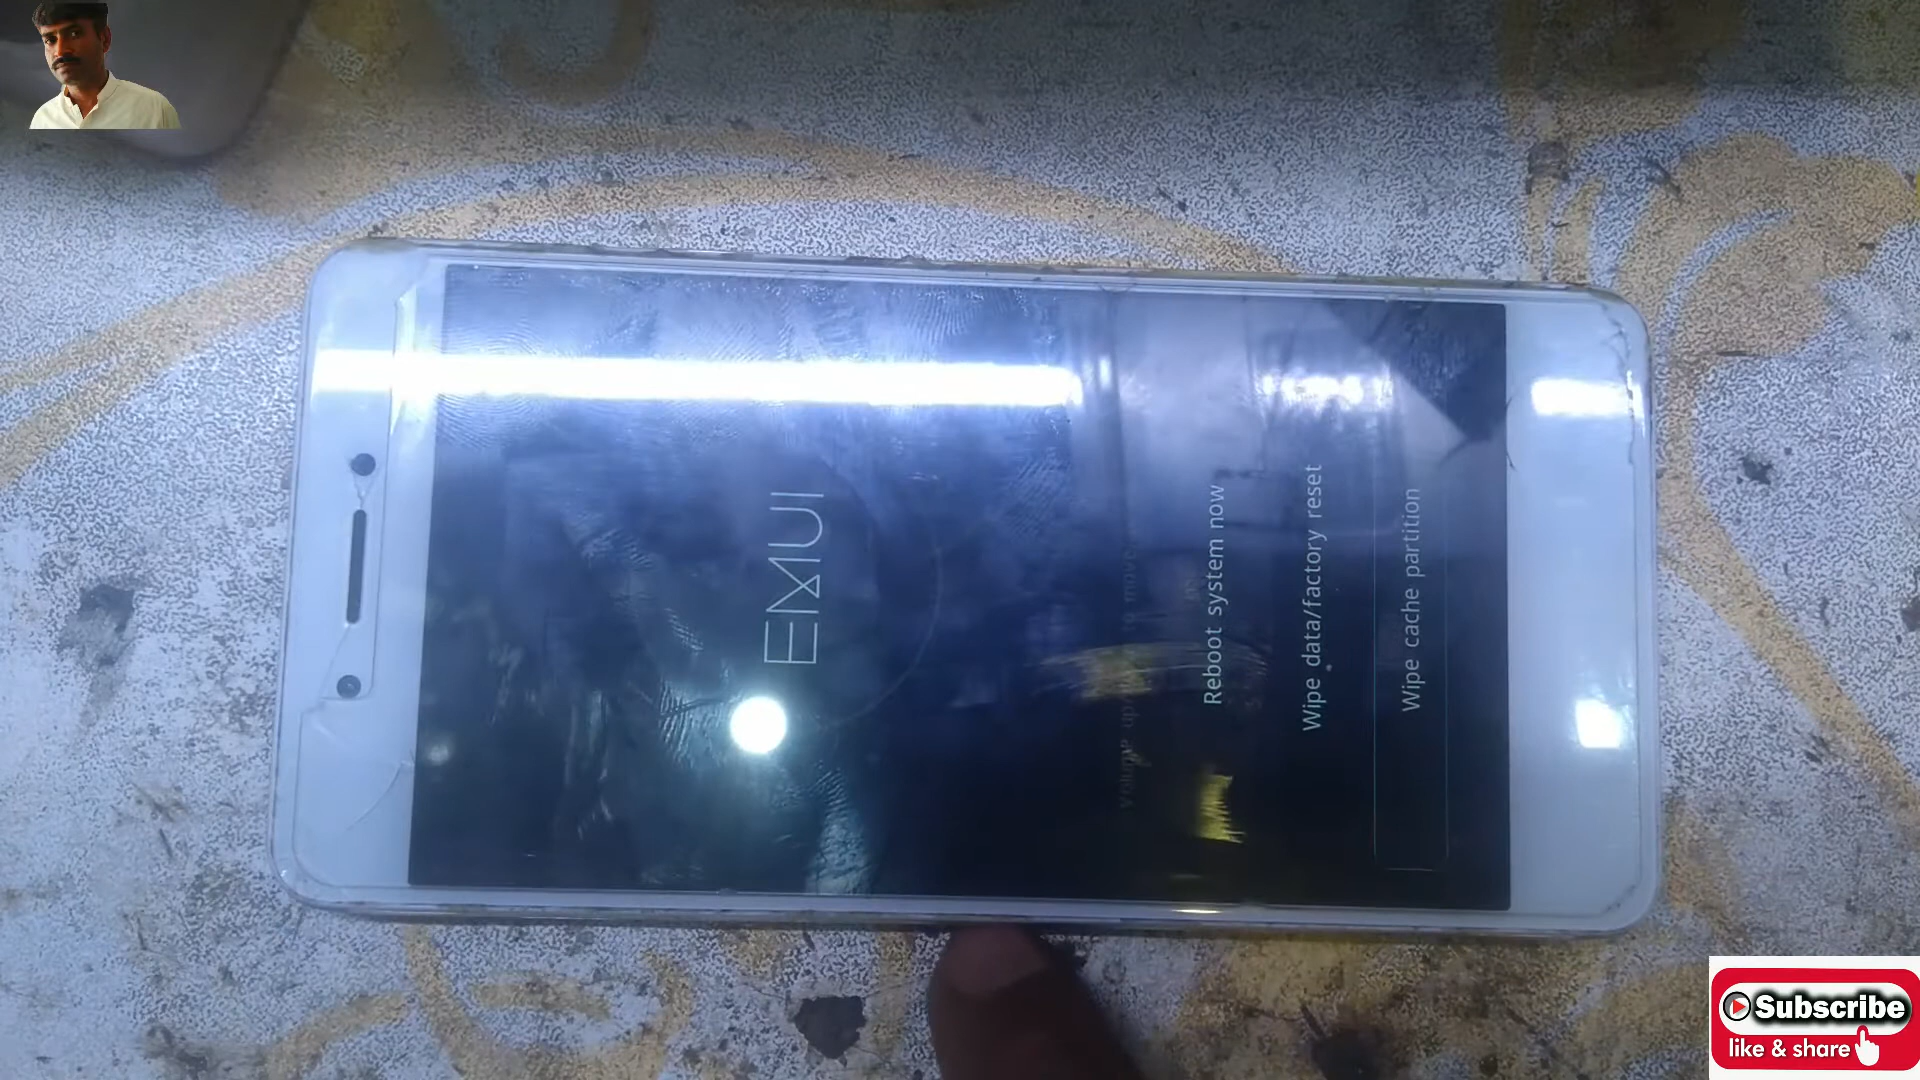 EMUI
Reboot system now
Wipe data/factory reset
Wipe cache partition
Subscribe
like & share